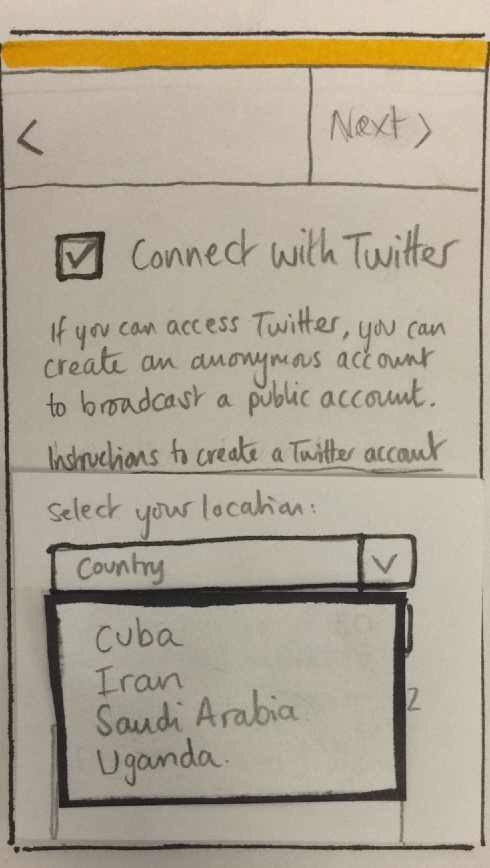 <
Next >
Connect with Twitter
If you can access Twitter, you can
create an anonymous account
to broadcast a public account.
Instructions to create a Twitter account
Select your location:
Country
Cuba
Iran
Saudi Arabia
Uganda.
2